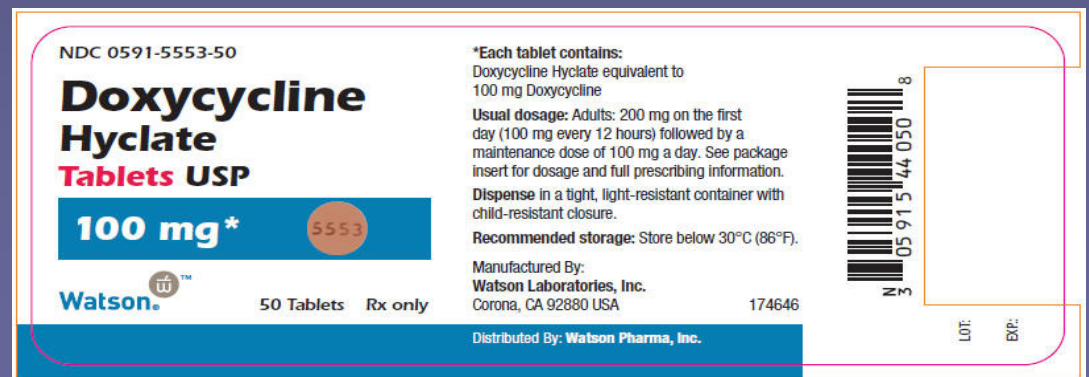 NDC 0591-5553-50
Doxycycline
Hyclate
Tablets USP
100 mg*
5553
Watson® ™
50 Tablets Rx only
*Each tablet contains:
Doxycycline Hyclate equivalent to
100 mg Doxycycline
Usual dosage: Adults: 200 mg on the first
day (100 mg every 12 hours) followed by a
maintenance dose of 100 mg a day. See package
insert for dosage and full prescribing information.
Dispense in a tight, light-resistant container with
child-resistant closure.
Recommended storage: Store below 30°C (86°F).
Manufactured By:
Watson Laboratories, Inc.
Corona, CA 92880 USA 174646
Distributed By: Watson Pharma, Inc.
N
3 05915 44050 8
LOT:
EXP.: